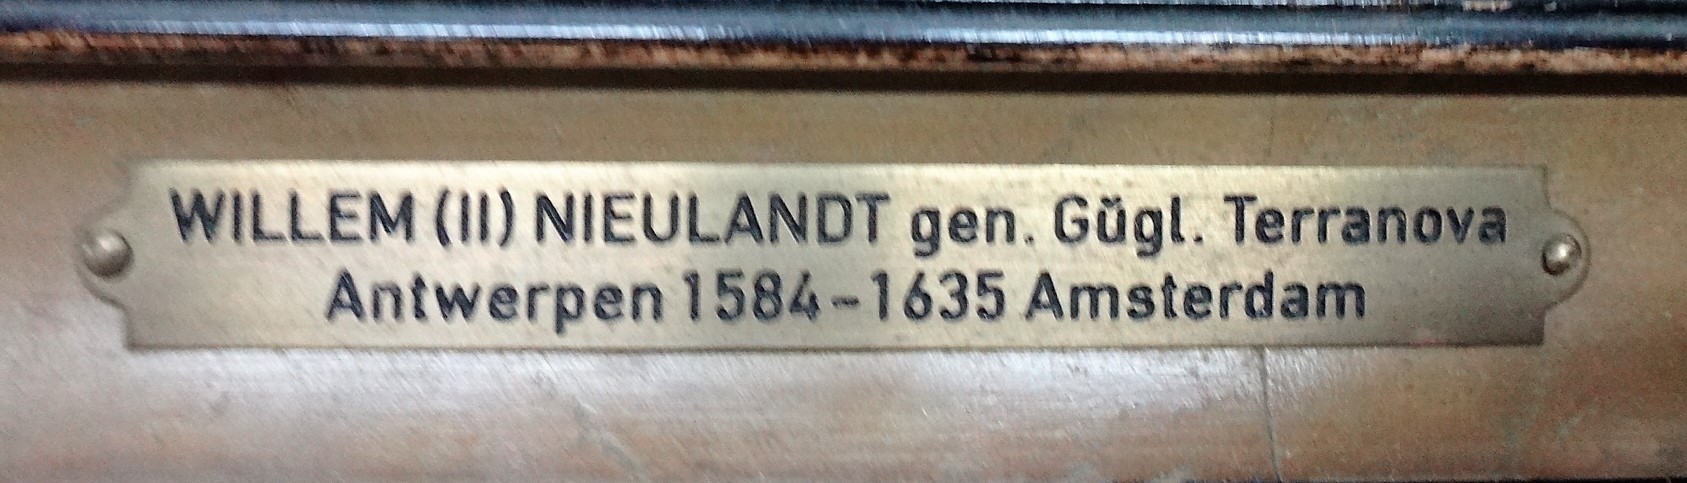 WILLEM (II) NIEULANDT gen. Gügl. Terranova
Antwerpen 1584-1635 Amsterdam